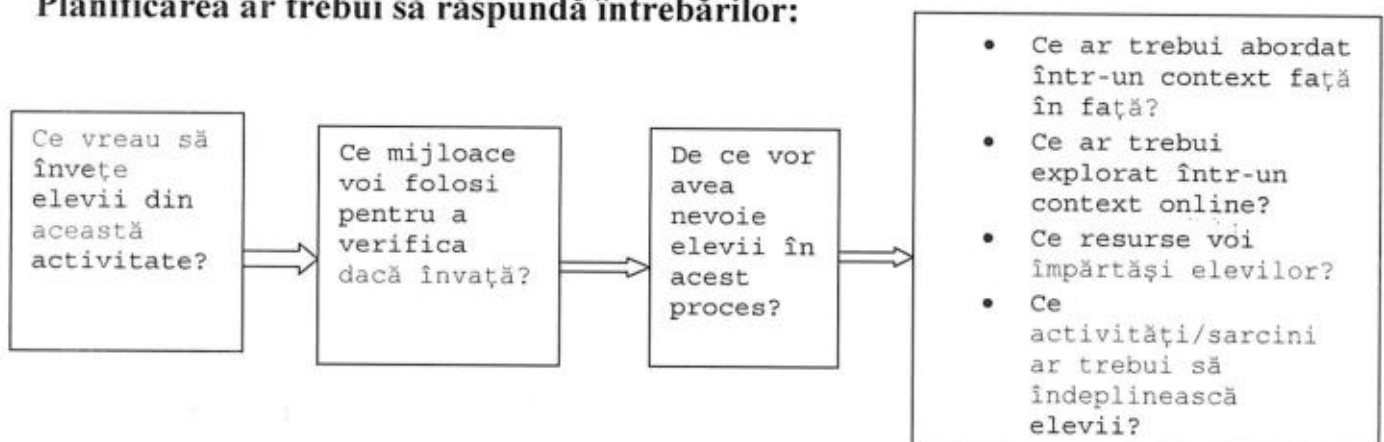 Planificarea ar trebui să răspundă întrebărilor:
Ce vreau să
învețe
elevii din
această
activitate?
Ce mijloace
voi folosi
pentru a
verifica
dacă învață?
De ce vor
avea
nevoie
elevii în
acest
proces?
• Ce ar trebui abordat
într-un context față
în față?
• Ce ar trebui
explorat într-un
context online?
• Ce resurse voi
împărtăși elevilor?
• Ce
activități/sarcini
ar trebui să
îndeplinească
elevii?